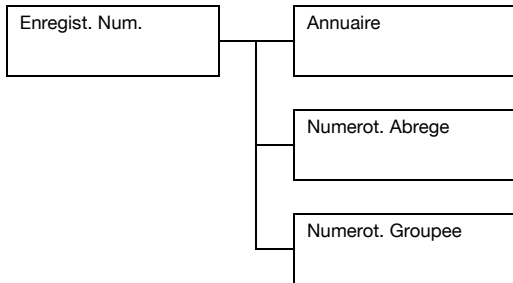 Enregist. Num.
Annuaire
Numerot. Abrege
Numerot. Groupee